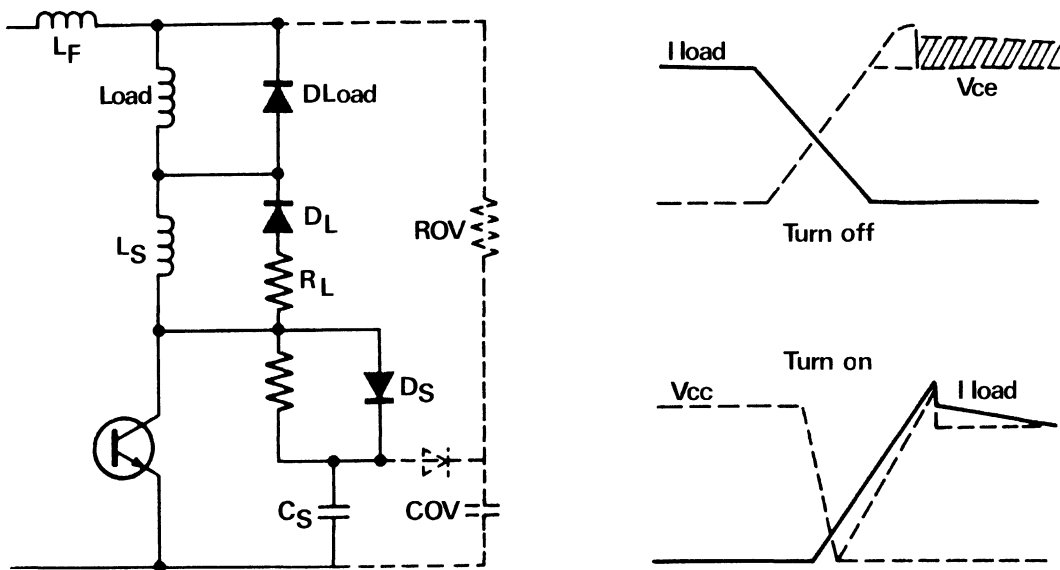 LF
Load
DLoad
LS
DL
RL
ROV
DS
CS
COV
I load
Vce
Turn off
Turn on
Vcc
I load